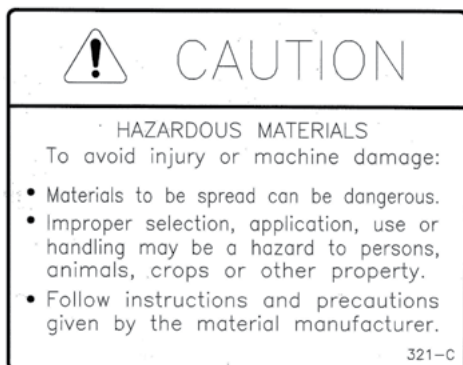 CAUTION
HAZARDOUS MATERIALS
To avoid injury or machine damage:
• Materials to be spread can be dangerous.
• Improper selection, application, use or
handling may be a hazard to persons,
animals, crops or other property.
• Follow instructions and precautions
given by the material manufacturer.
321-C